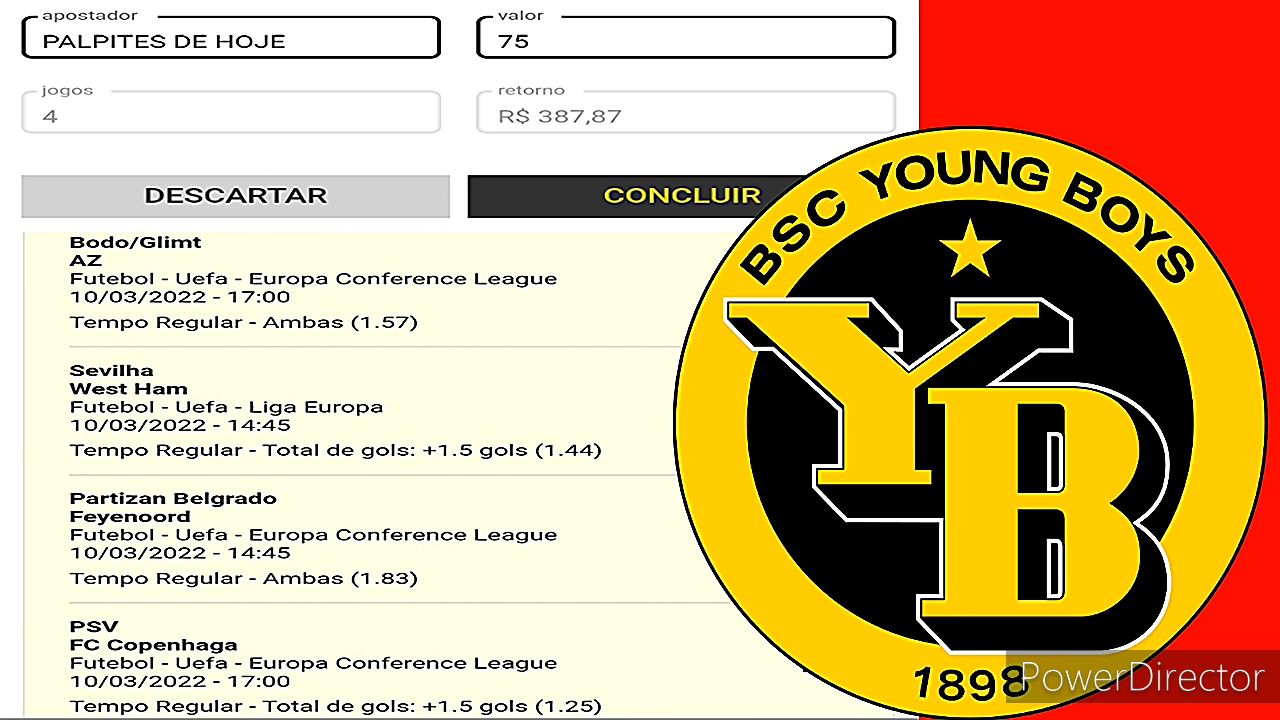 apostador
PALPITES DE HOJE
valor
75
jogos
4
retorno
R$ 387,87
DESCARTAR
CONCLUIR
Bodo/Glimt
AZ
Futebol - Uefa - Europa Conference League
10/03/2022 - 17:00
Tempo Regular - Ambas (1.57)
Sevilha
West Ham
Futebol - Uefa - Liga Europa
10/03/2022 - 14:45
Tempo Regular - Total de gols: +1.5 gols (1.44)
Partizan Belgrado
Feyenoord
Futebol - Uefa - Europa Conference League
10/03/2022 - 14:45
Tempo Regular - Ambas (1.83)
PSV
FC Copenhaga
Futebol - Uefa - Europa Conference League
10/03/2022 - 17:00
Tempo Regular - Total de gols: +1.5 gols (1.25)
BSC YOUNG BOYS
YB
1898
PowerDirector